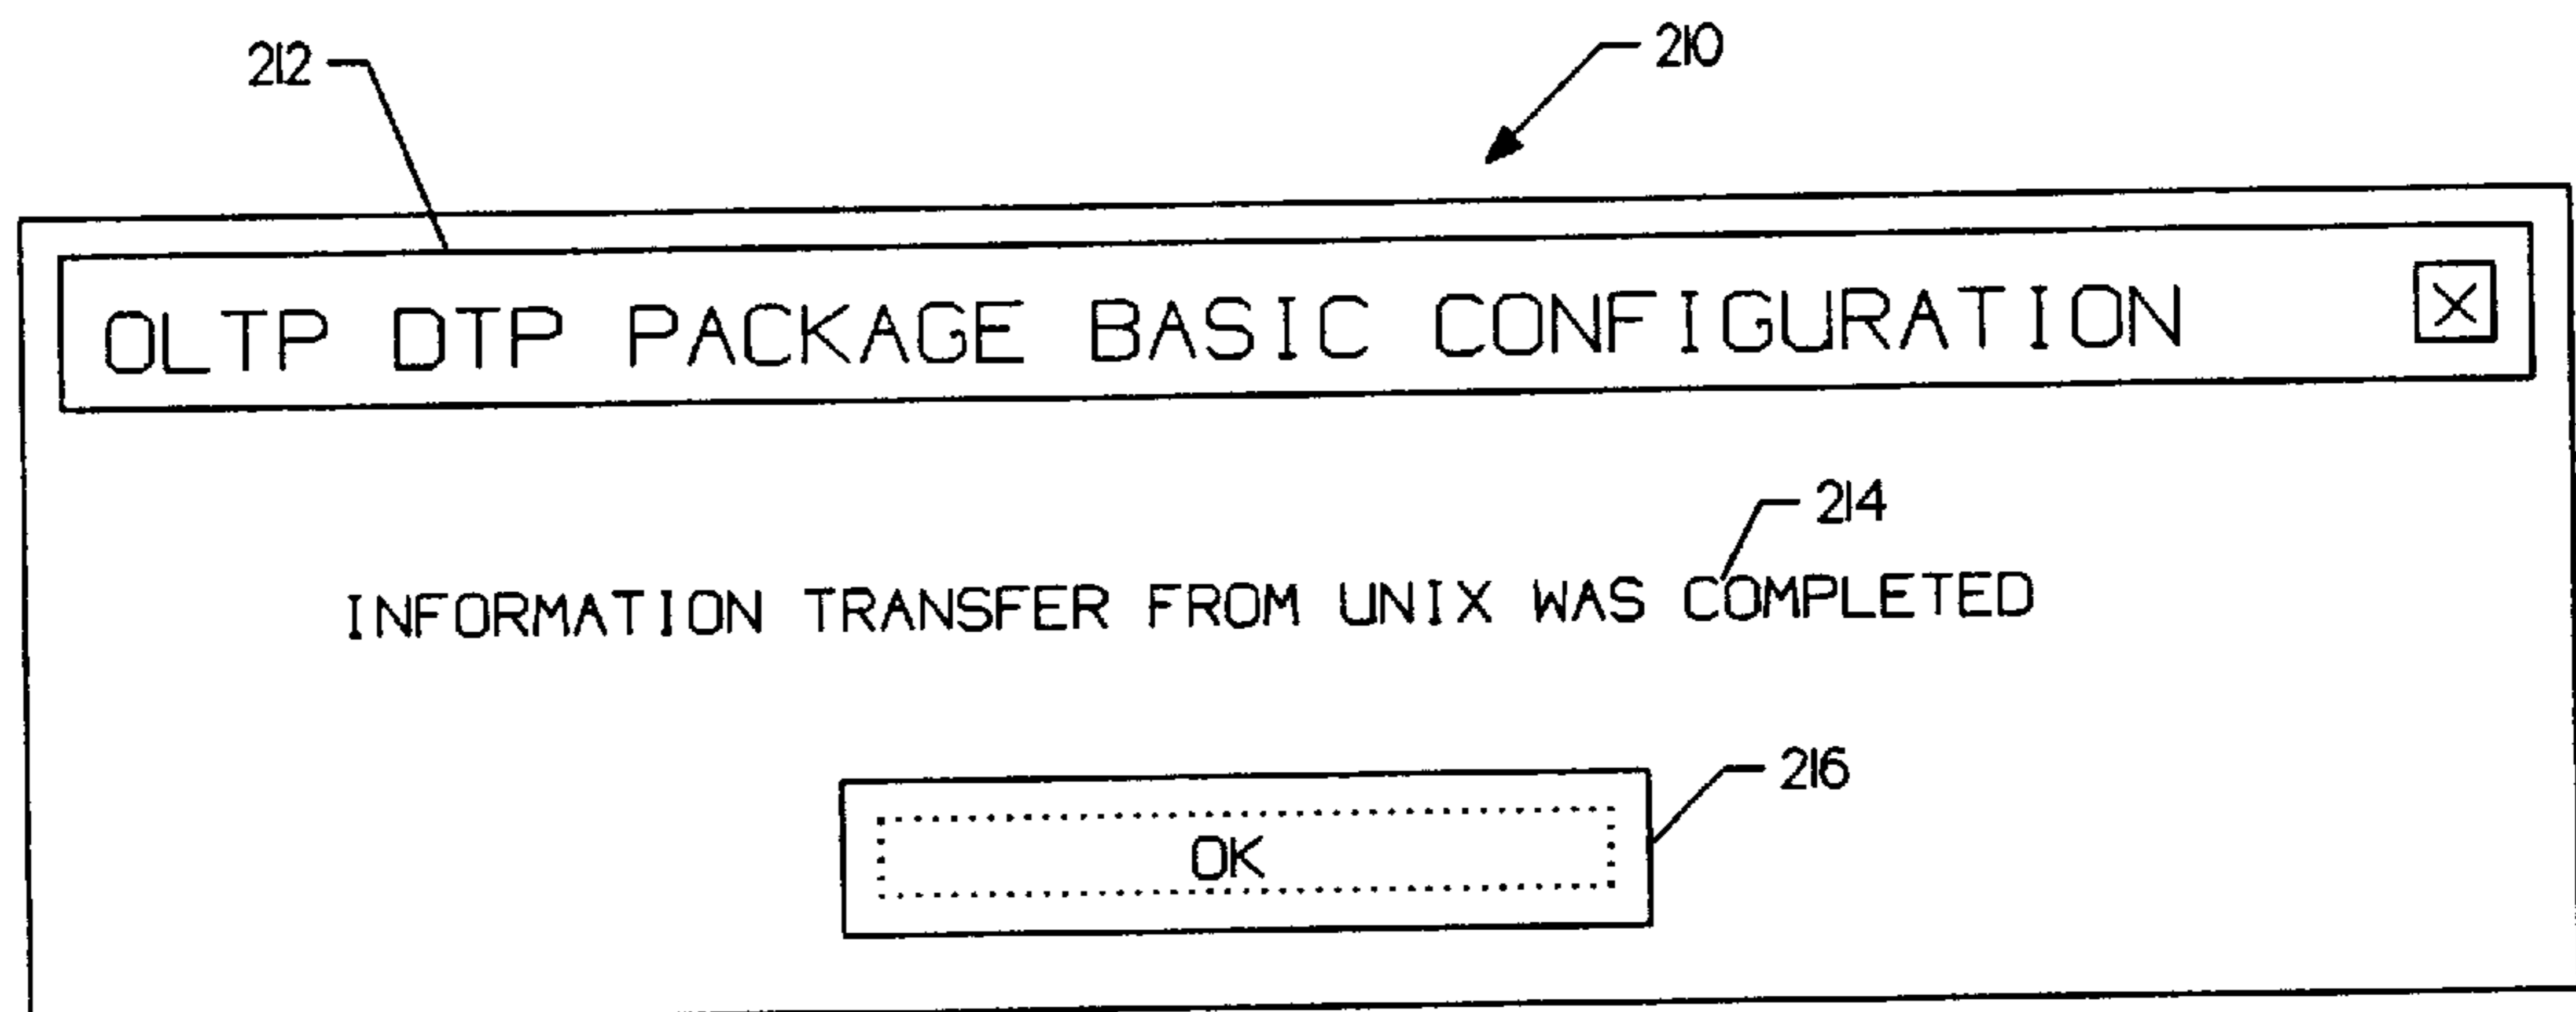 212
210
OLTP DTP PACKAGE BASIC CONFIGURATION X
214
INFORMATION TRANSFER FROM UNIX WAS COMPLETED
216
OK